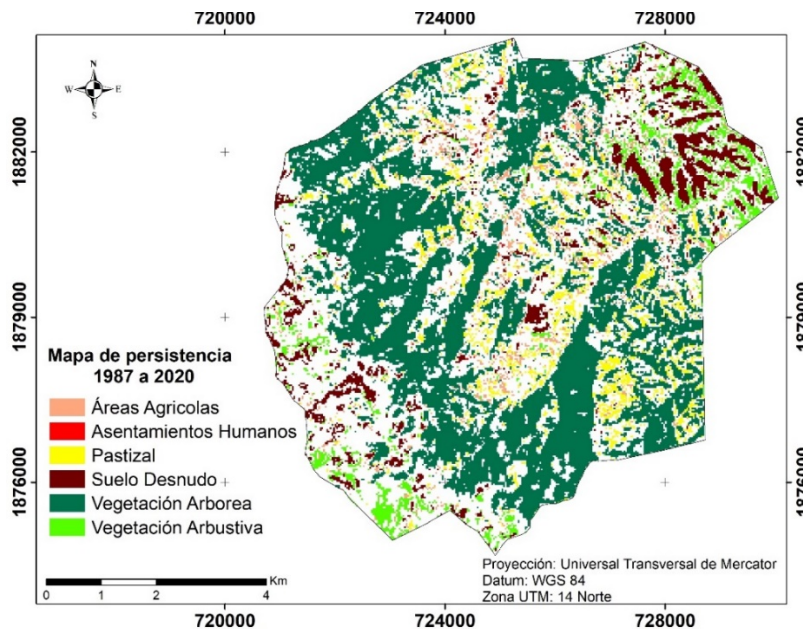 720000 724000 728000
N
W E
S
1882000 1882000
1879000 1879000
Mapa de persistencia
1987 a 2020
Áreas Agricolas
Asentamientos Humanos
Pastizal
Suelo Desnudo
Vegetación Arborea
Vegetación Arbustiva
1876000 1876000
Km
0 1 2 4
Proyección: Universal Transversal de Mercator
Datum: WGS 84
Zona UTM: 14 Norte
720000 724000 728000